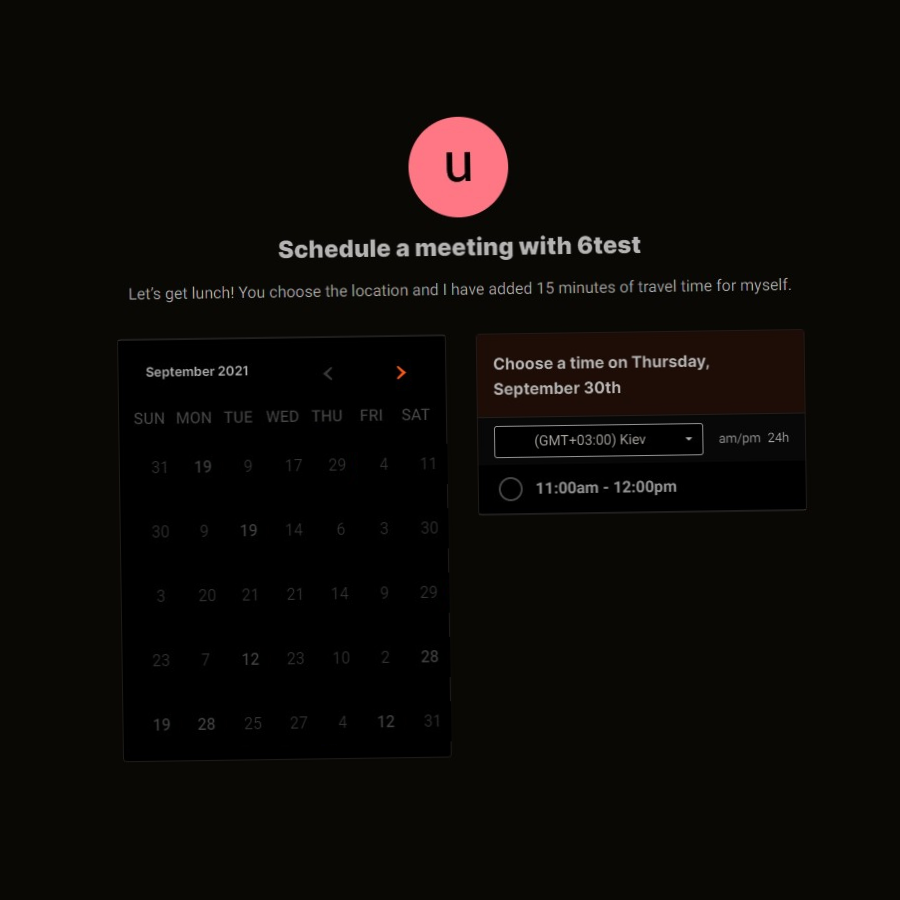 u
Schedule a meeting with 6test
Let's get lunch! You choose the location and I have added 15 minutes of travel time for myself.
September 2021
SUN MON TUE WED THU FRI SAT
31 19 9 17 29 4 11
30 9 19 14 6 3 30
3 20 21 21 14 9 29
23 7 12 23 10 2 28
19 28 25 27 4 12 31
Choose a time on Thursday,
September 30th
(GMT+03:00) Kiev am/pm 24h
11:00am - 12:00pm